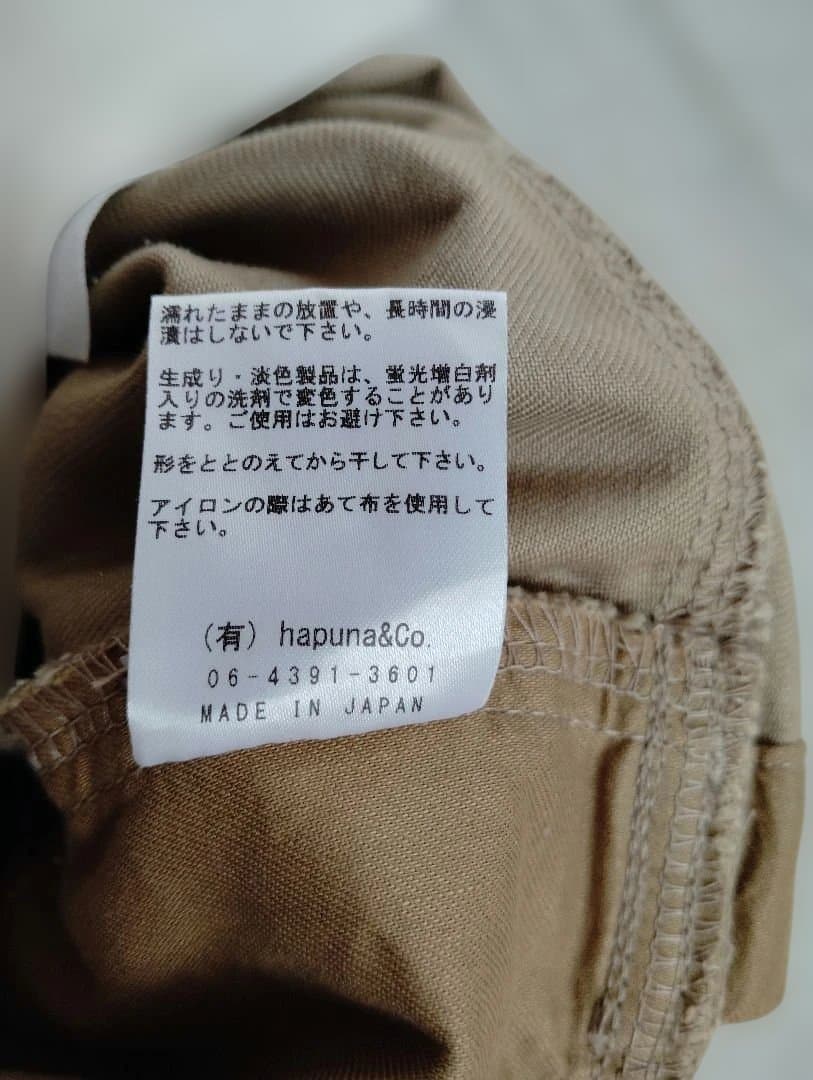 濡れたままの放置や、長時間の浸
漬はしないで下さい。
生成り・淡色製品は、蛍光増白剤
入りの洗剤で変色することがあり
ます。ご使用はお避け下さい。
形をととのえてから干して下さい。
アイロンの際はあて布を使用して
下さい。
（有）hapuna&Co.
06-4391-3601
MADE IN JAPAN